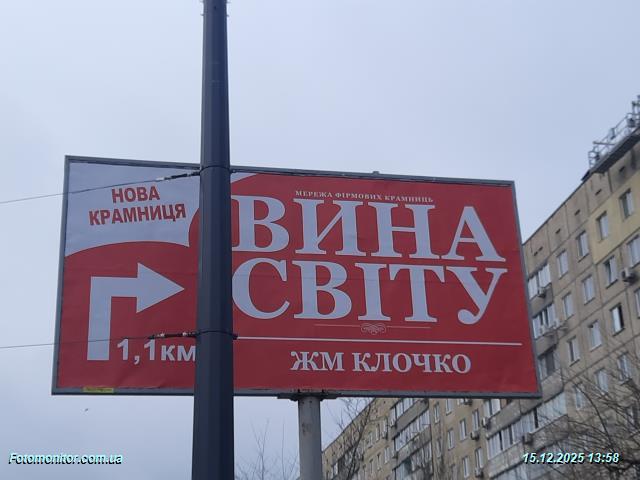 НОВА
КРАМНИЦЯ
МЕРЕЖА ФІРМОВИХ КРАМНИЦЬ
ВИНА
СВІТУ
1,1км
ЖМ КЛОЧКО
Fotomonitor.com.ua
15.12.2025 13:58